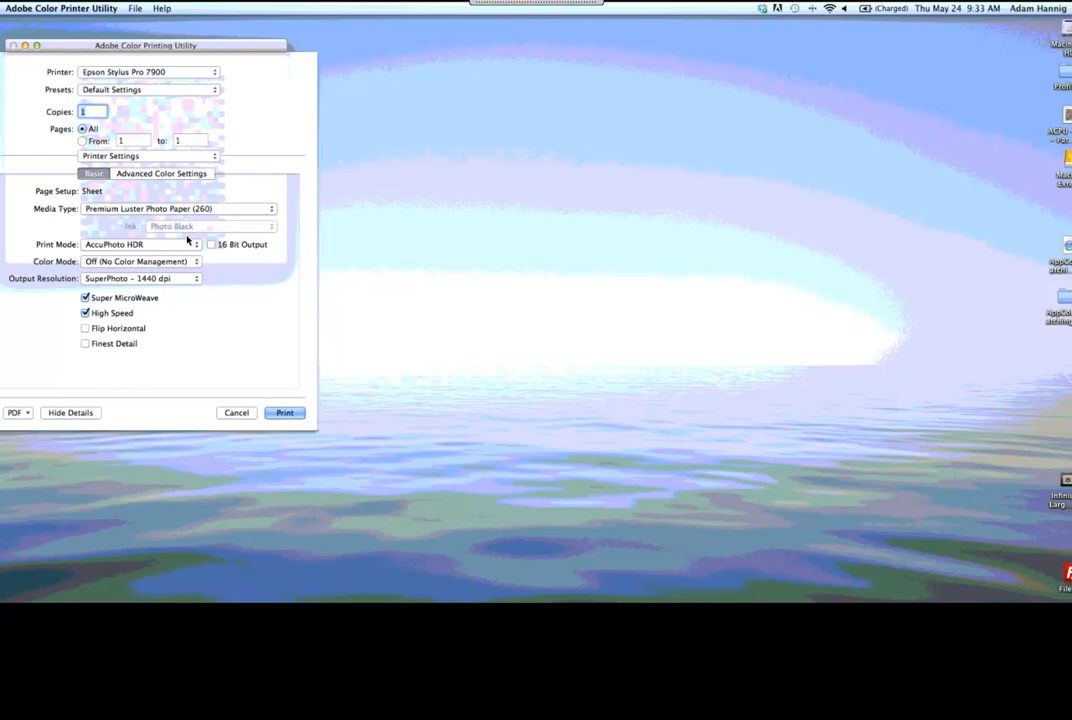 Adobe Color Printer Utility File Help (Charged) Thu May 24 9:33 AM Adam Hannig
Adobe Color Printing Utility
Printer: Epson Stylus Pro 7900
Presets: Default Settings
Copies: 1
Pages: All
From: 1 to: 1
Printer Settings
Basic Advanced Color Settings
Page Setup: Sheet
Media Type: Premium Luster Photo Paper (260)
Ink: Photo Black
Print Mode: AccuPhoto HDR 16 Bit Output
Color Mode: Off (No Color Management)
Output Resolution: SuperPhoto - 1440 dpi
Super MicroWeave
High Speed
Flip Horizontal
Finest Detail
PDF Hide Details Cancel Print
ACPU -